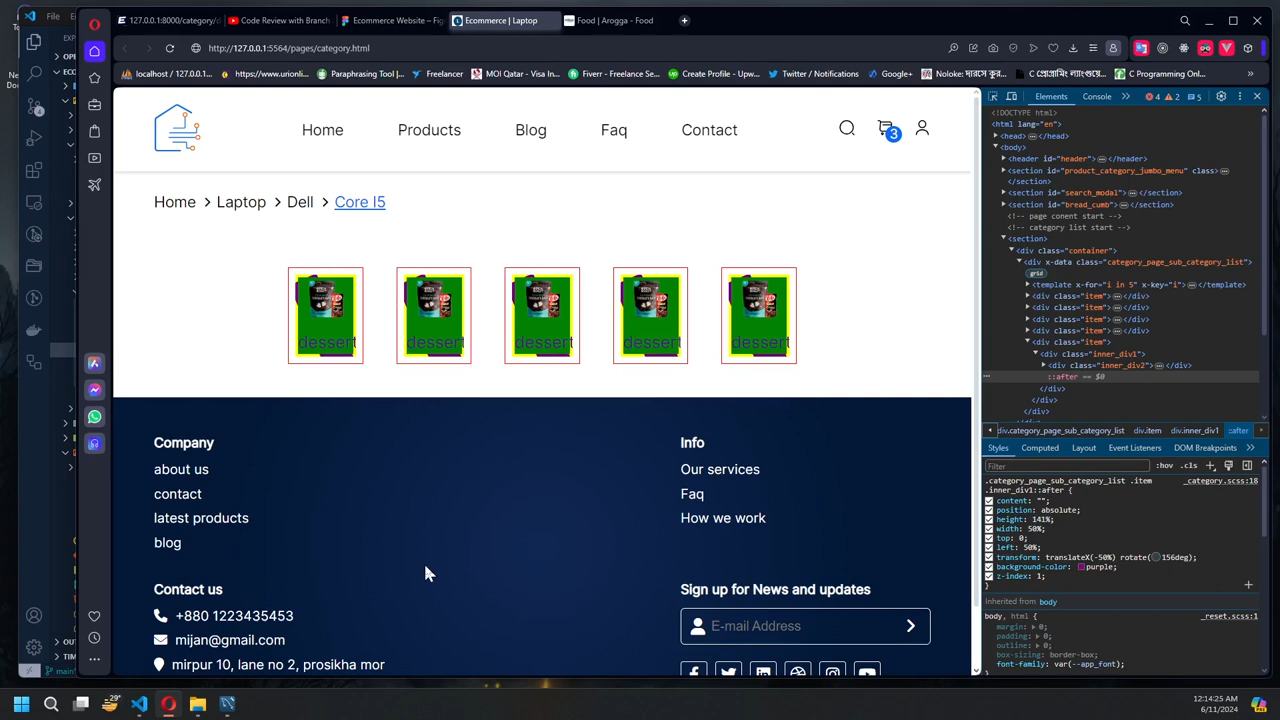 File
127.0.0.1:8000/category/d
Code Review with Branch
Ecommerce Website – Fig
Ecommerce | Laptop
Food | Arogga - Food
http://127.0.0.1:5564/pages/category.html
localhost / 127.0.0.1...
https://www.urionli...
Paraphrasing Tool |...
Freelancer
MOI Qatar - Visa In...
Fiverr - Freelance Se...
Create Profile - Upw...
Twitter / Notifications
Google+
C Programming Onl...
Home
Products
Blog
Faq
Contact
3
Home > Laptop > Dell > Core I5
dessert
dessert
dessert
dessert
dessert
Company
about us
contact
latest products
blog
Info
Our services
Faq
How we work
Contact us
+880 1223435453
mijan@gmail.com
mirpur 10, lane no 2, prosikha mor
Sign up for News and updates
E-mail Address
Elements
Console
4
2
5
<!DOCTYPE html>
<html lang="en">
<head> </head>
<body>
<header id="header"> </header>
<section id="product_category_jumbo_menu" class>
</section>
<section id="search_modal"> </section>
<section id="bread_cumb"> </section>
<!-- page conent start -->
<!-- category list start -->
<section>
<div class="container">
<div x-data class="category_page_sub_category_list">
grid
<template x-for="i in 5" x-key="i"> </template>
<div class="item"> </div>
<div class="item"> </div>
<div class="item"> </div>
<div class="item"> </div>
<div class="item">
<div class="inner_div1">
<div class="inner_div2"> </div>
::after == $0
</div>
</div>
</div>
div.category_page_sub_category_list
div.item
div.inner_div1
::after
Styles
Computed
Layout
Event Listeners
DOM Breakpoints
Filter
:hov
.cls
.category_page_sub_category_list .item
_category.scss:18
.inner_div1::after {
content: "";
position: absolute;
height: 141%;
width: 50%;
top: 0;
left: 50%;
transform: translateX(-50%) rotate(156deg);
background-color: purple;
z-index: 1;
}
Inherited from body
body, html {
_reset.scss:1
margin: 0;
padding: 0;
outline: 0;
box-sizing: border-box;
font-family: var(--app_font);
29°
12:14:25 AM
6/11/2024